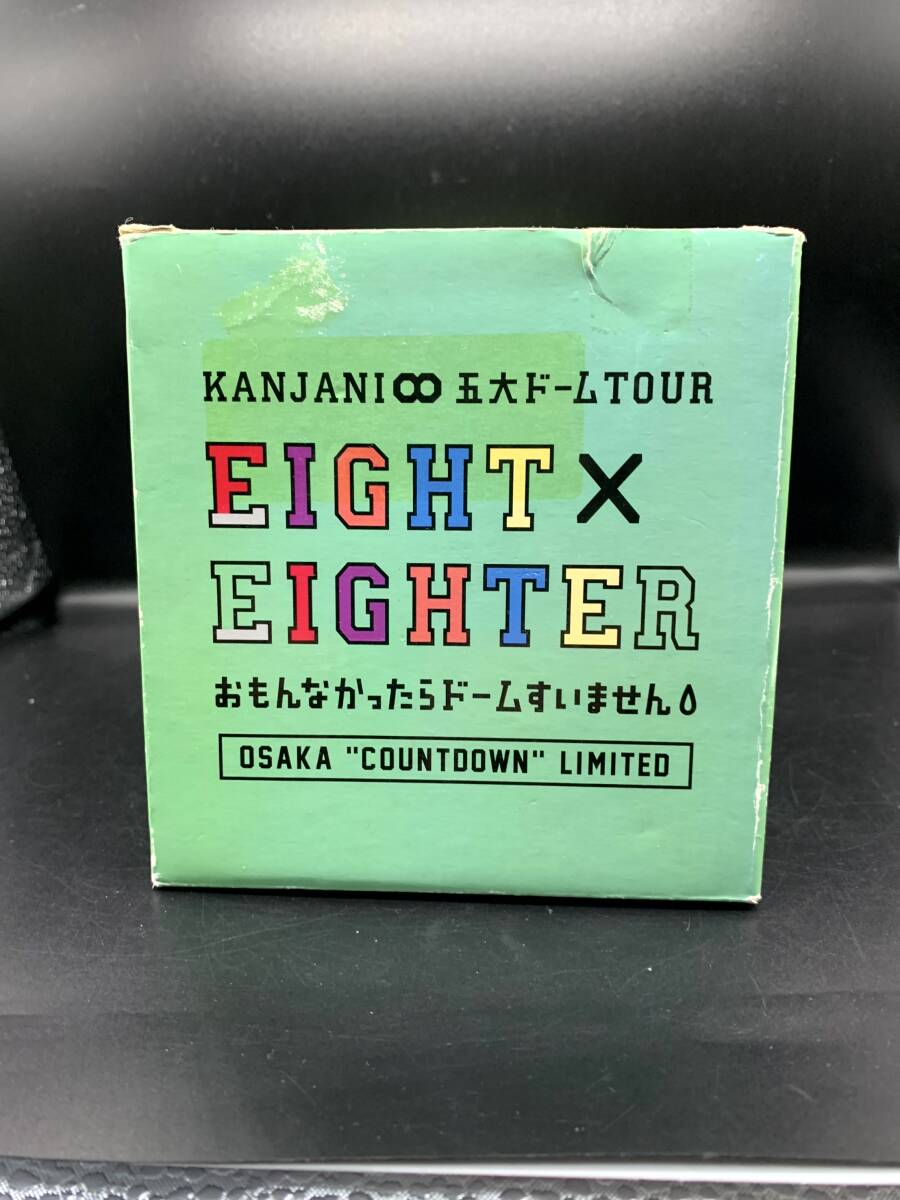 KANJANI∞ 五大ドームTOUR
EIGHT×
EIGHTER
おもんなかったらドームすいません
OSAKA "COUNTDOWN" LIMITED